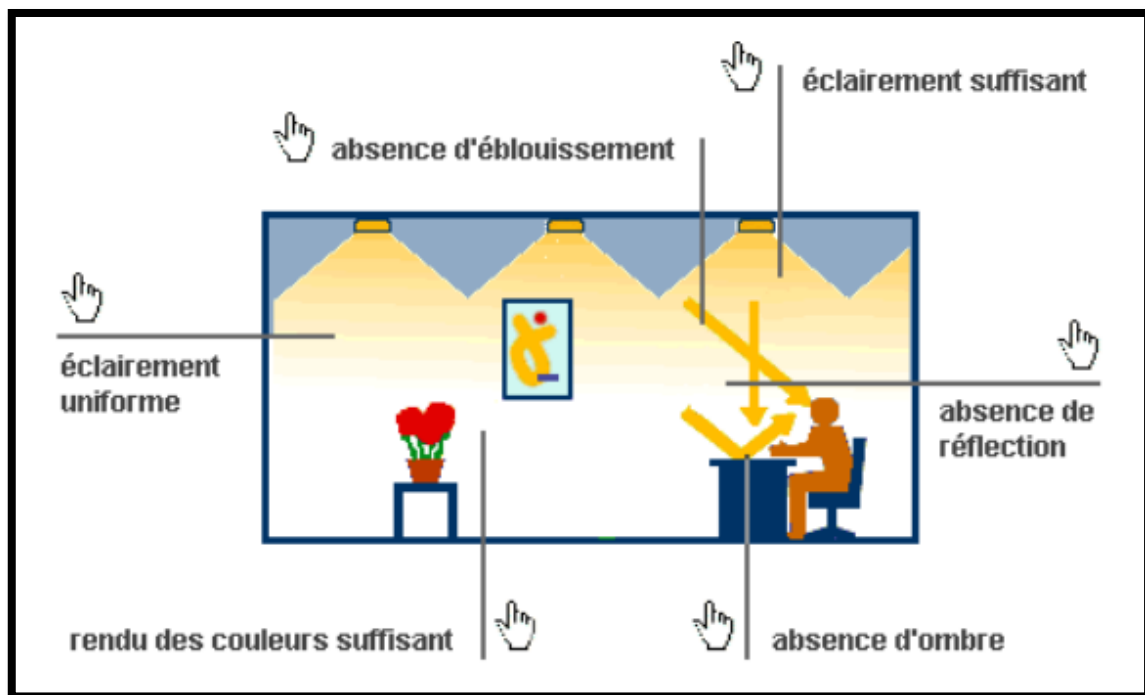 éclairement suffisant
absence d'éblouissement
éclairement
uniforme
absence de
réflection
rendu des couleurs suffisant
absence d'ombre